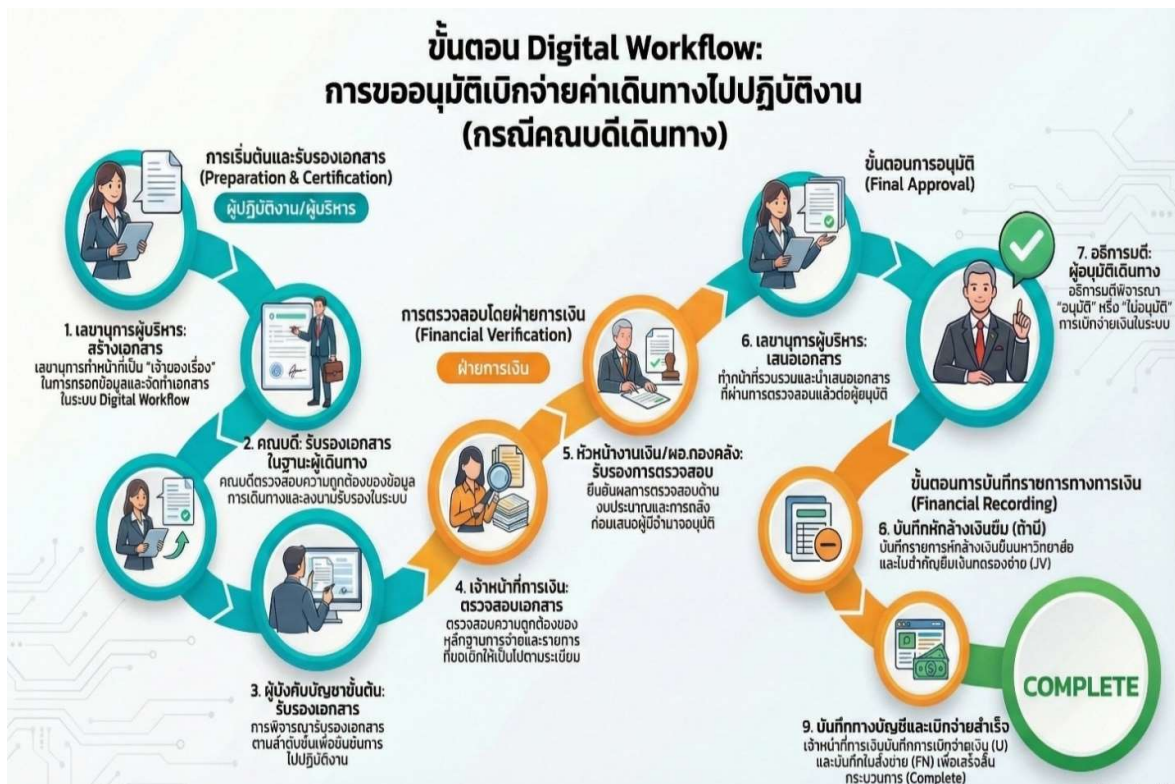 ขั้นตอน Digital Workflow:
การขออนุมัติเบิกจ่ายค่าเดินทางไปปฏิบัติงาน
(กรณีคณบดีเดินทาง)
การเริ่มต้นและรับรองเอกสาร
(Preparation & Certification)
ผู้ปฏิบัติงาน/ผู้บริหาร
1. เลขานุการผู้บริหาร:
สร้างเอกสาร
เลขานุการทำหน้าที่เป็น "เจ้าของเรื่อง"
ในการกรอกข้อมูลและจัดทำเอกสาร
ในระบบ Digital Workflow
2. คณบดี: รับรองเอกสาร
ในฐานะผู้เดินทาง
คณบดีตรวจสอบความถูกต้องของข้อมูล
การเดินทางและลงนามรับรองในระบบ
3. ผู้บังคับบัญชาขั้นต้น:
รับรองเอกสาร
การพิจารณารับรองเอกสาร
ตามลำดับชั้นเพื่อยืนยันการ
ไปปฏิบัติงาน
การตรวจสอบโดยฝ่ายการเงิน
(Financial Verification)
ฝ่ายการเงิน
4. เจ้าหน้าที่การเงิน:
ตรวจสอบเอกสาร
ตรวจสอบความถูกต้องของ
หลักฐานการจ่ายและรายการ
ที่ขอเบิกให้เป็นไปตามระเบียบ
5. หัวหน้างานเงิน/ผอ.กองคลัง:
รับรองการตรวจสอบ
ยืนยันผลการตรวจสอบด้าน
งบประมาณและการคลัง
ก่อนเสนอผู้มีอำนาจอนุมัติ
ขั้นตอนการอนุมัติ
(Final Approval)
6. เลขานุการผู้บริหาร:
เสนอเอกสาร
ทำหน้าที่รวบรวมและนำเสนอเอกสาร
ที่ผ่านการตรวจสอบแล้วต่อผู้อนุมัติ
7. อธิการบดี:
ผู้อนุมัติเดินทาง
อธิการบดีพิจารณา
"อนุมัติ" หรือ "ไม่อนุมัติ"
การเบิกจ่ายเงินในระบบ
ขั้นตอนการบันทึกราชการทางการเงิน
(Financial Recording)
6. บันทึกหักล้างเงินยืม (ถ้ามี)
บันทึกรายการหักล้างเงินยืม
(JV)
9. บันทึกทางบัญชีและเบิกจ่ายสำเร็จ
เจ้าหน้าที่การเงินบันทึกการเบิกจ่ายเงิน (U)
และบันทึกใบสั่งจ่าย (FN) เพื่อเสร็จสิ้น
กระบวนการ (Complete)
COMPLETE